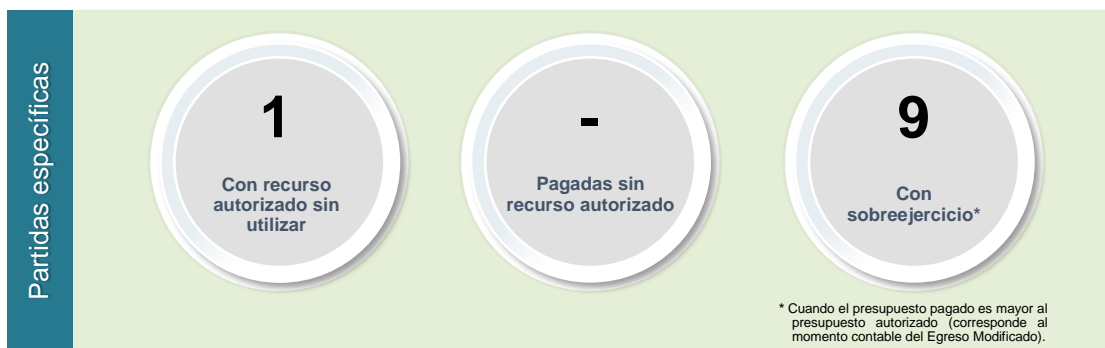 Partidas específicas
1
Con recurso
autorizado sin
utilizar
-
Pagadas sin
recurso autorizado
9
Con
sobreejercicio*
* Cuando el presupuesto pagado es mayor al
presupuesto autorizado (corresponde al
momento contable del Egreso Modificado).